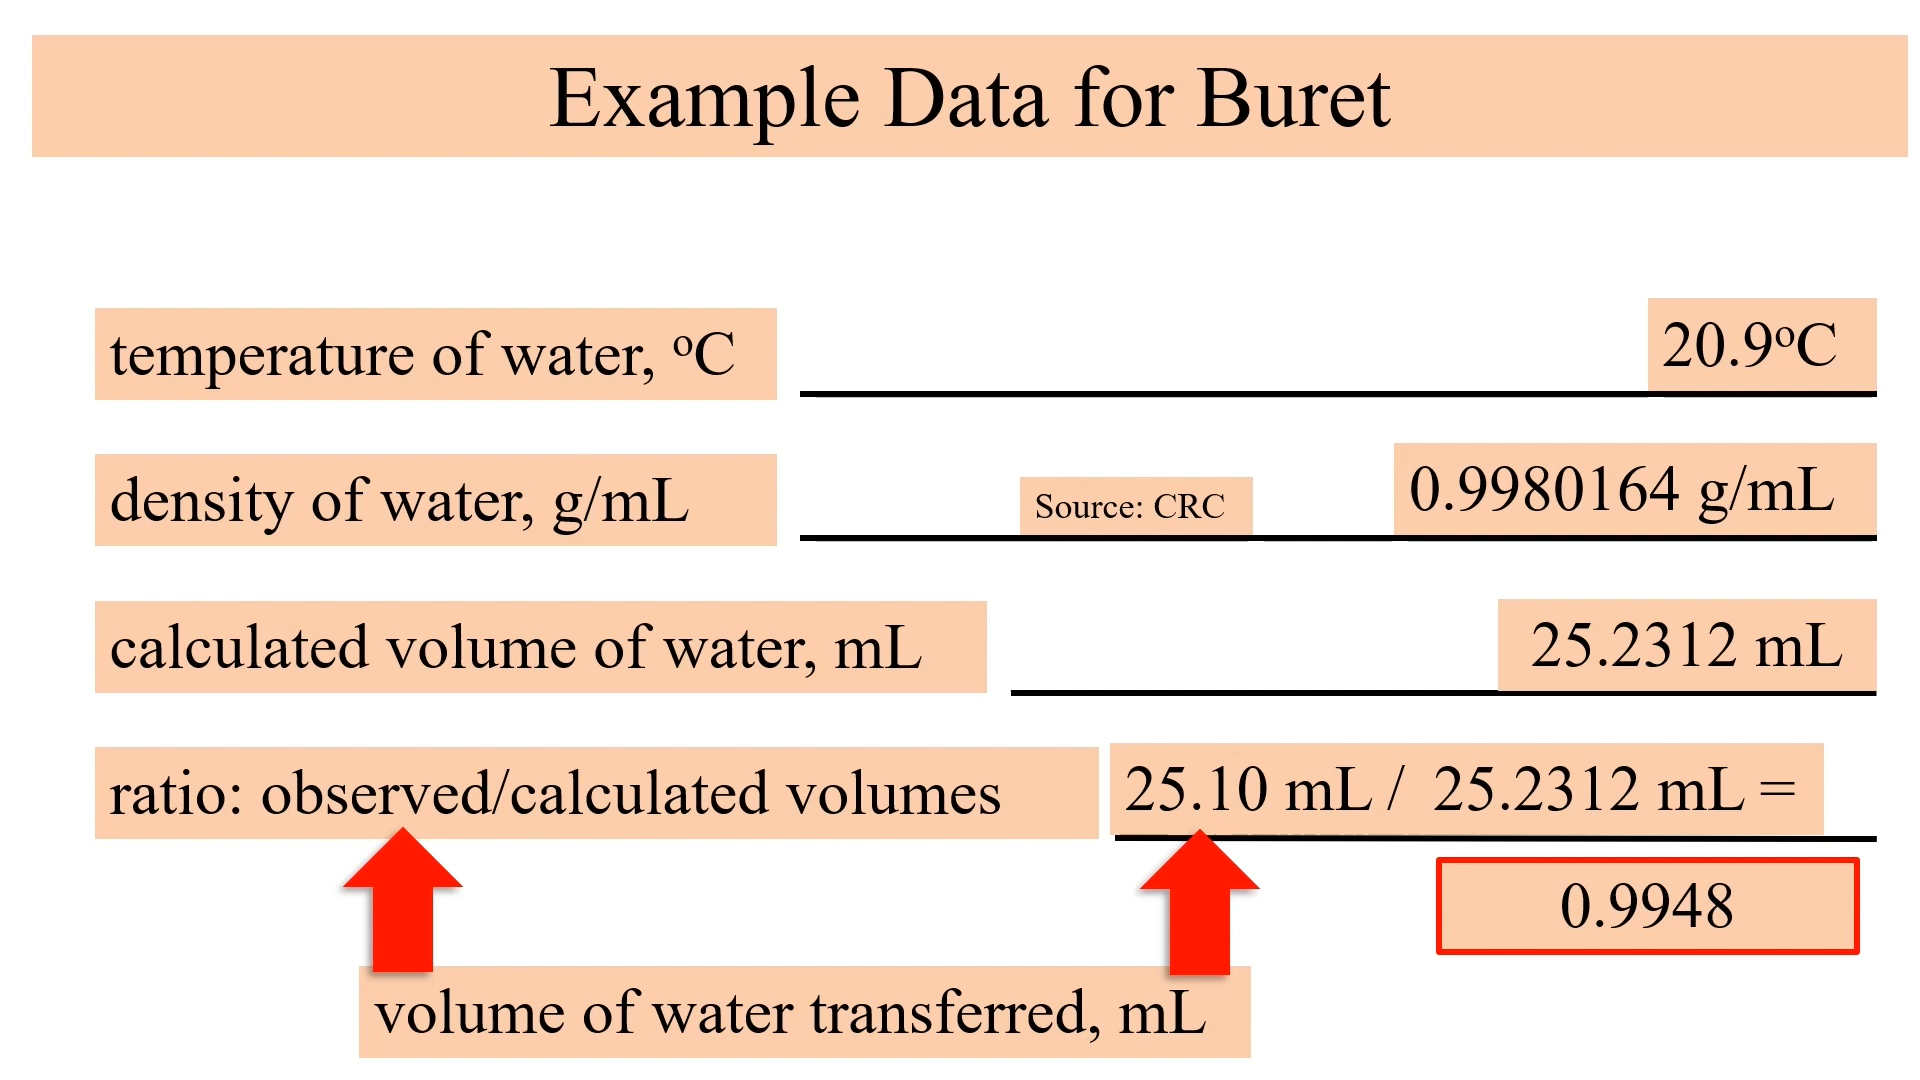 Example Data for Buret
temperature of water, ºC
20.9ºC
density of water, g/mL
Source: CRC
0.9980164 g/mL
calculated volume of water, mL
25.2312 mL
ratio: observed/calculated volumes
25.10 mL / 25.2312 mL =
0.9948
volume of water transferred, mL